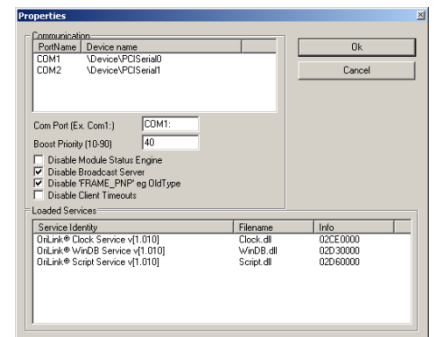 Properties
Communication
PortName Device name
COM1 \Device\PCISerial0
COM2 \Device\PCISerial1
Ok
Cancel
Com Port (Ex. Com1:) COM1:
Boost Priority (10-90) 40
Disable Module Status Engine
Disable Broadcast Server
Disable 'FRAME_PNP' eg OldType
Disable Client Timeouts
Loaded Services
Service Identity Filename Info
OriLink® Clock Service v[1.010] Clock.dll 02CE0000
OriLink® WinDB Service v[1.010] WinDB.dll 02D30000
OriLink® Script Service v[1.010] Script.dll 02D60000